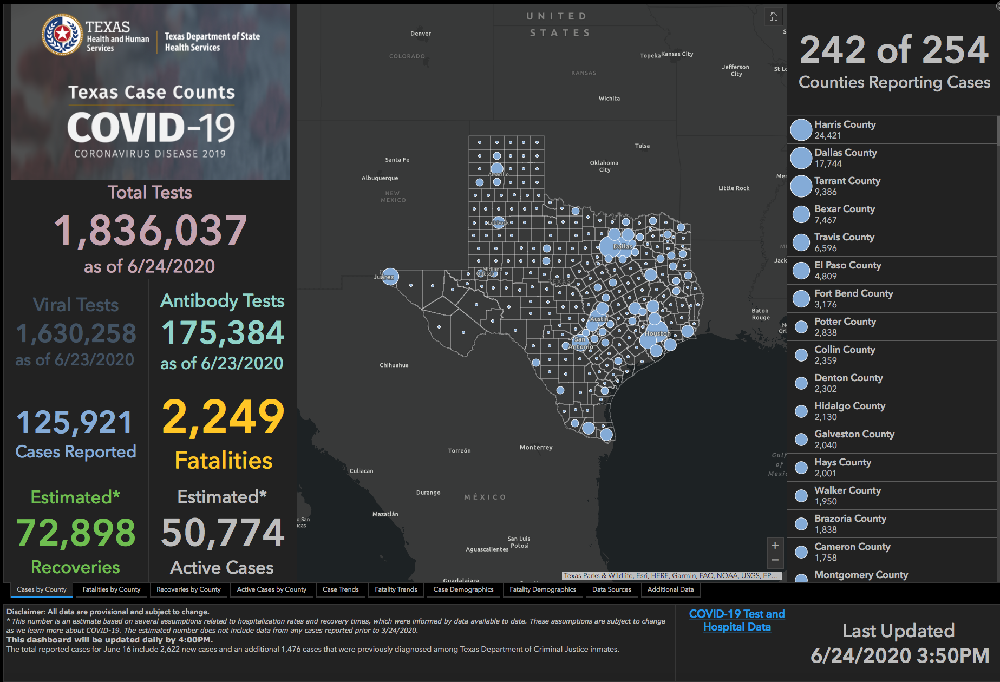 TEXAS
Health and Human
Services
Texas Department of State
Health Services
Texas Case Counts
COVID-19
CORONAVIRUS DISEASE 2019
Total Tests
1,836,037
as of 6/24/2020
Viral Tests
1,630,258
as of 6/23/2020
Antibody Tests
175,384
as of 6/23/2020
125,921
Cases Reported
2,249
Fatalities
Estimated*
72,898
Recoveries
Estimated*
50,774
Active Cases
UNITED
STATES
Denver
COLORADO
Topeka
Kansas City
Jefferson
City
St Lo
KANSAS
Wichita
Tulsa
Santa Fe
Oklahoma
City
Albuquerque
Amarillo
Little Rock
NEW
MEXICO
Lubbock
Dallas
Jack
Midland
Odessa
Juárez
TEXAS
Baton
Rouge
Austin
Houston
San
Antonio
Chihuahua
Torreón
Monterrey
Gulf
of
Mexic
Culiacan
Durango
MÉXICO
Mazatlán
San Luis
Potosi
Aguascalientes
Guadalajara
+
−
Texas Parks & Wildlife, Esri, HERE, Garmin, FAO, NOAA, USGS, EP...
242 of 254
Counties Reporting Cases
Harris County
24,421
Dallas County
17,744
Tarrant County
9,386
Bexar County
7,467
Travis County
6,596
El Paso County
4,809
Fort Bend County
3,176
Potter County
2,838
Collin County
2,359
Denton County
2,302
Hidalgo County
2,130
Galveston County
2,040
Hays County
2,001
Walker County
1,950
Brazoria County
1,838
Cameron County
1,758
Montgomery County
Cases by County
Fatalities by County
Recoveries by County
Active Cases by County
Case Trends
Fatality Trends
Case Demographics
Fatality Demographics
Data Sources
Additional Data
Disclaimer: All data are provisional and subject to change.
* This number is an estimate based on several assumptions related to hospitalization rates and recovery times, which were informed by data available to date. These assumptions are subject to change
as we learn more about COVID-19. The estimated number does not include data from any cases reported prior to 3/24/2020.
This dashboard will be updated daily by 4:00PM.
The total reported cases for June 16 include 2,622 new cases and an additional 1,476 cases that were previously diagnosed among Texas Department of Criminal Justice inmates.
COVID-19 Test and
Hospital Data
Last Updated
6/24/2020 3:50PM